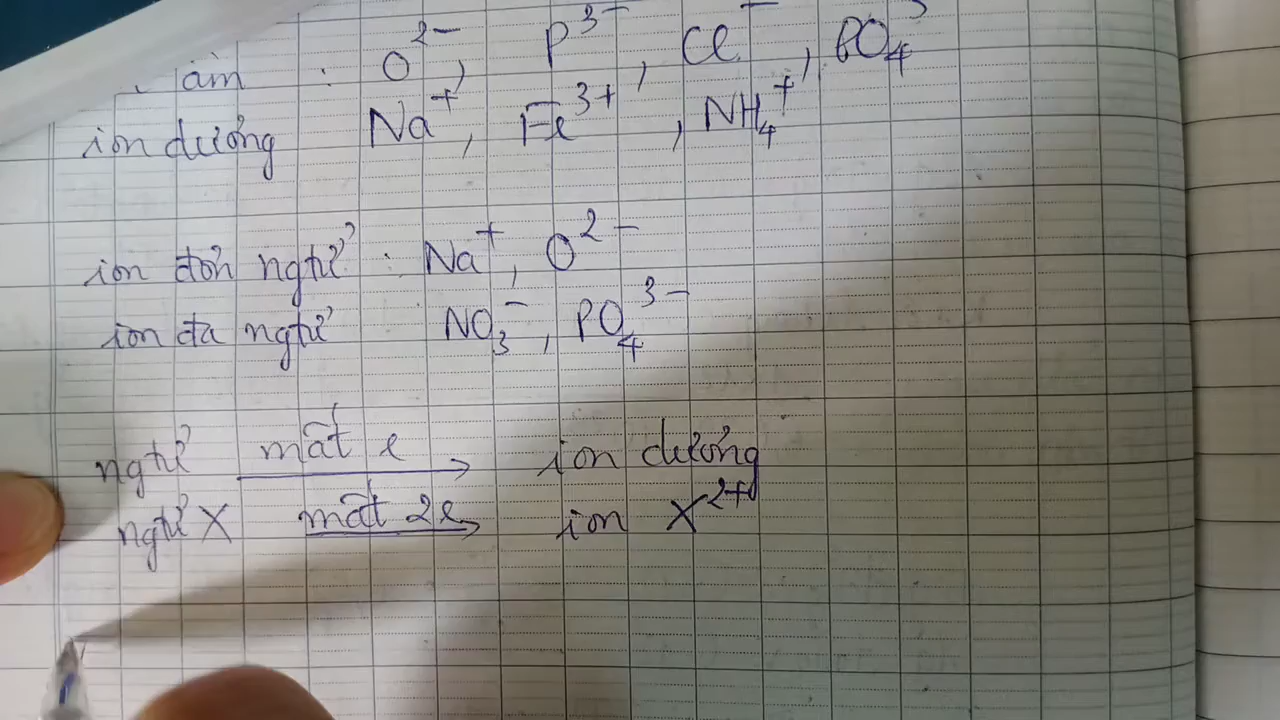 âm : O²⁻, P³⁻, Cl⁻, PO₄³
ion dương Na⁺, Fe³⁺, NH₄⁺
ion đơn ngtử : Na⁺, O²⁻
ion đa ngtử NO₃⁻, PO₄³⁻
ngtử mất e → ion dương
ngtử X mất 2e → ion X²⁺